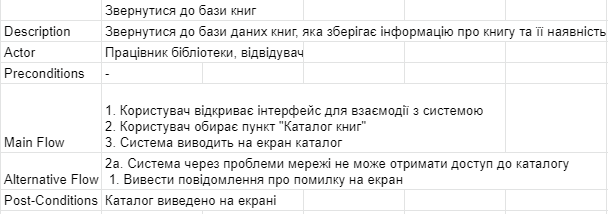 Звернутися до бази книг
Description Звернутися до бази даних книг, яка зберігає інформацію про книгу та її наявність
Actor Працівник бібліотеки, відвідувач
Preconditions -
1. Користувач відкриває інтерфейс для взаємодії з системою
2. Користувач обирає пункт "Каталог книг"
Main Flow 3. Система виводить на екран каталог
2а. Система через проблеми мережі не може отримати доступ до каталогу
Alternative Flow 1. Вивести повідомлення про помилку на екран
Post-Conditions Каталог виведено на екрані